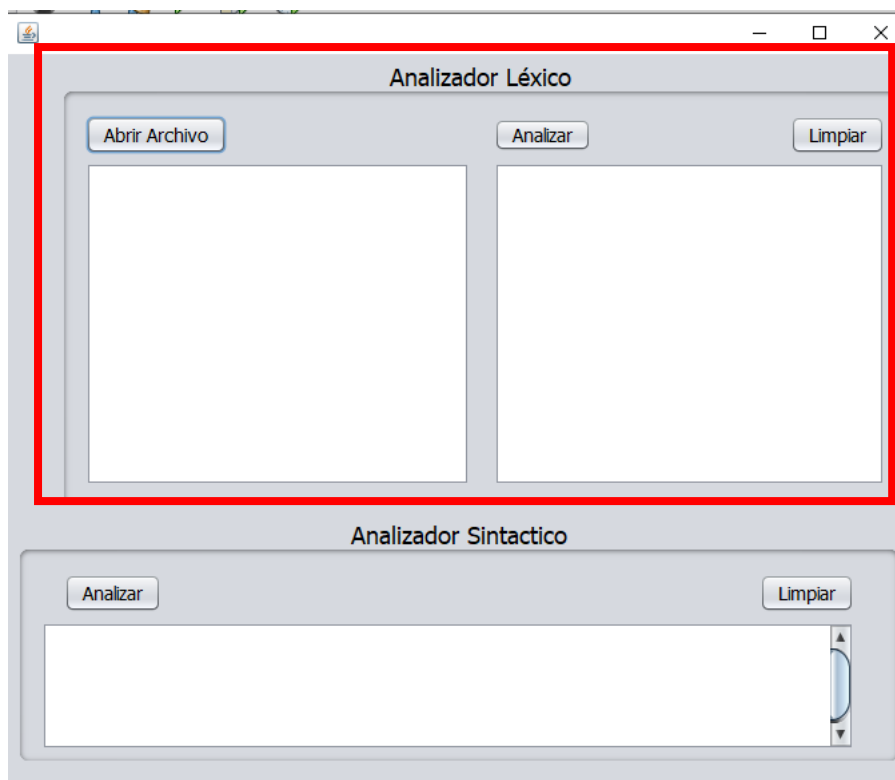 Analizador Léxico
Abrir Archivo Analizar Limpiar
Analizador Sintactico
Analizar Limpiar